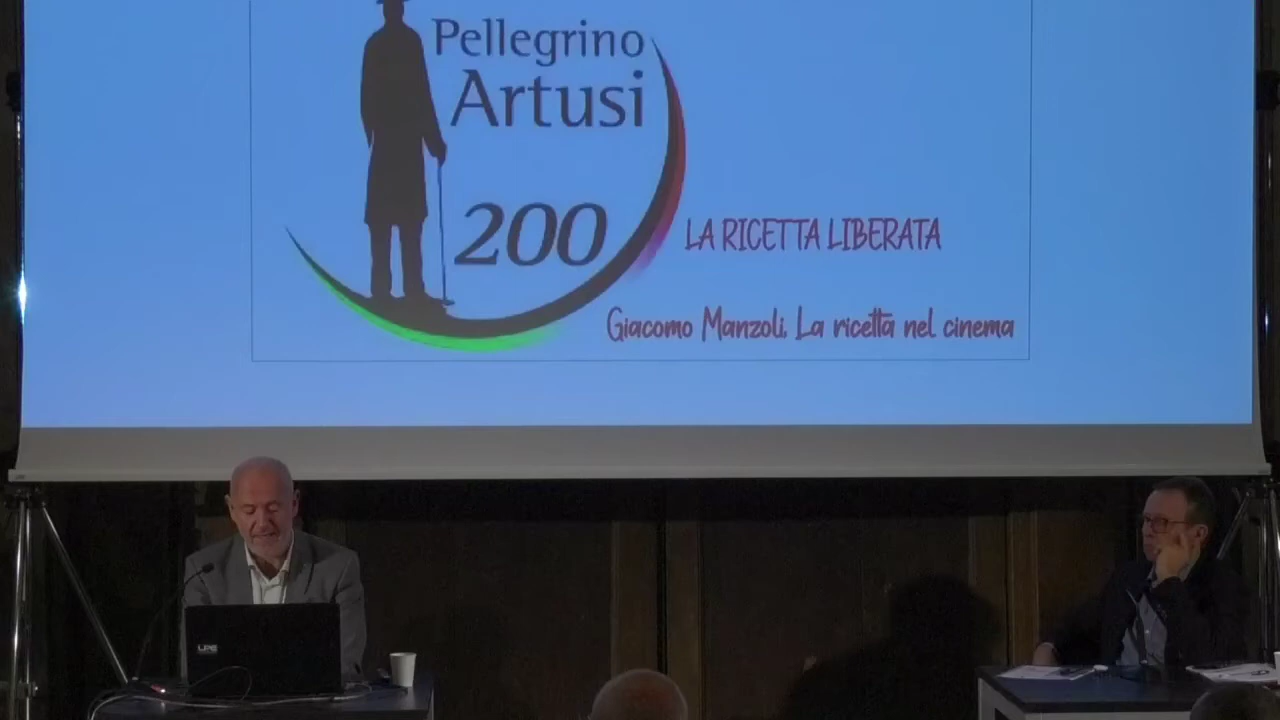 Pellegrino
Artusi
200
LA RICETTA LIBERATA
Giacomo Manzoli, La ricetta nel cinema